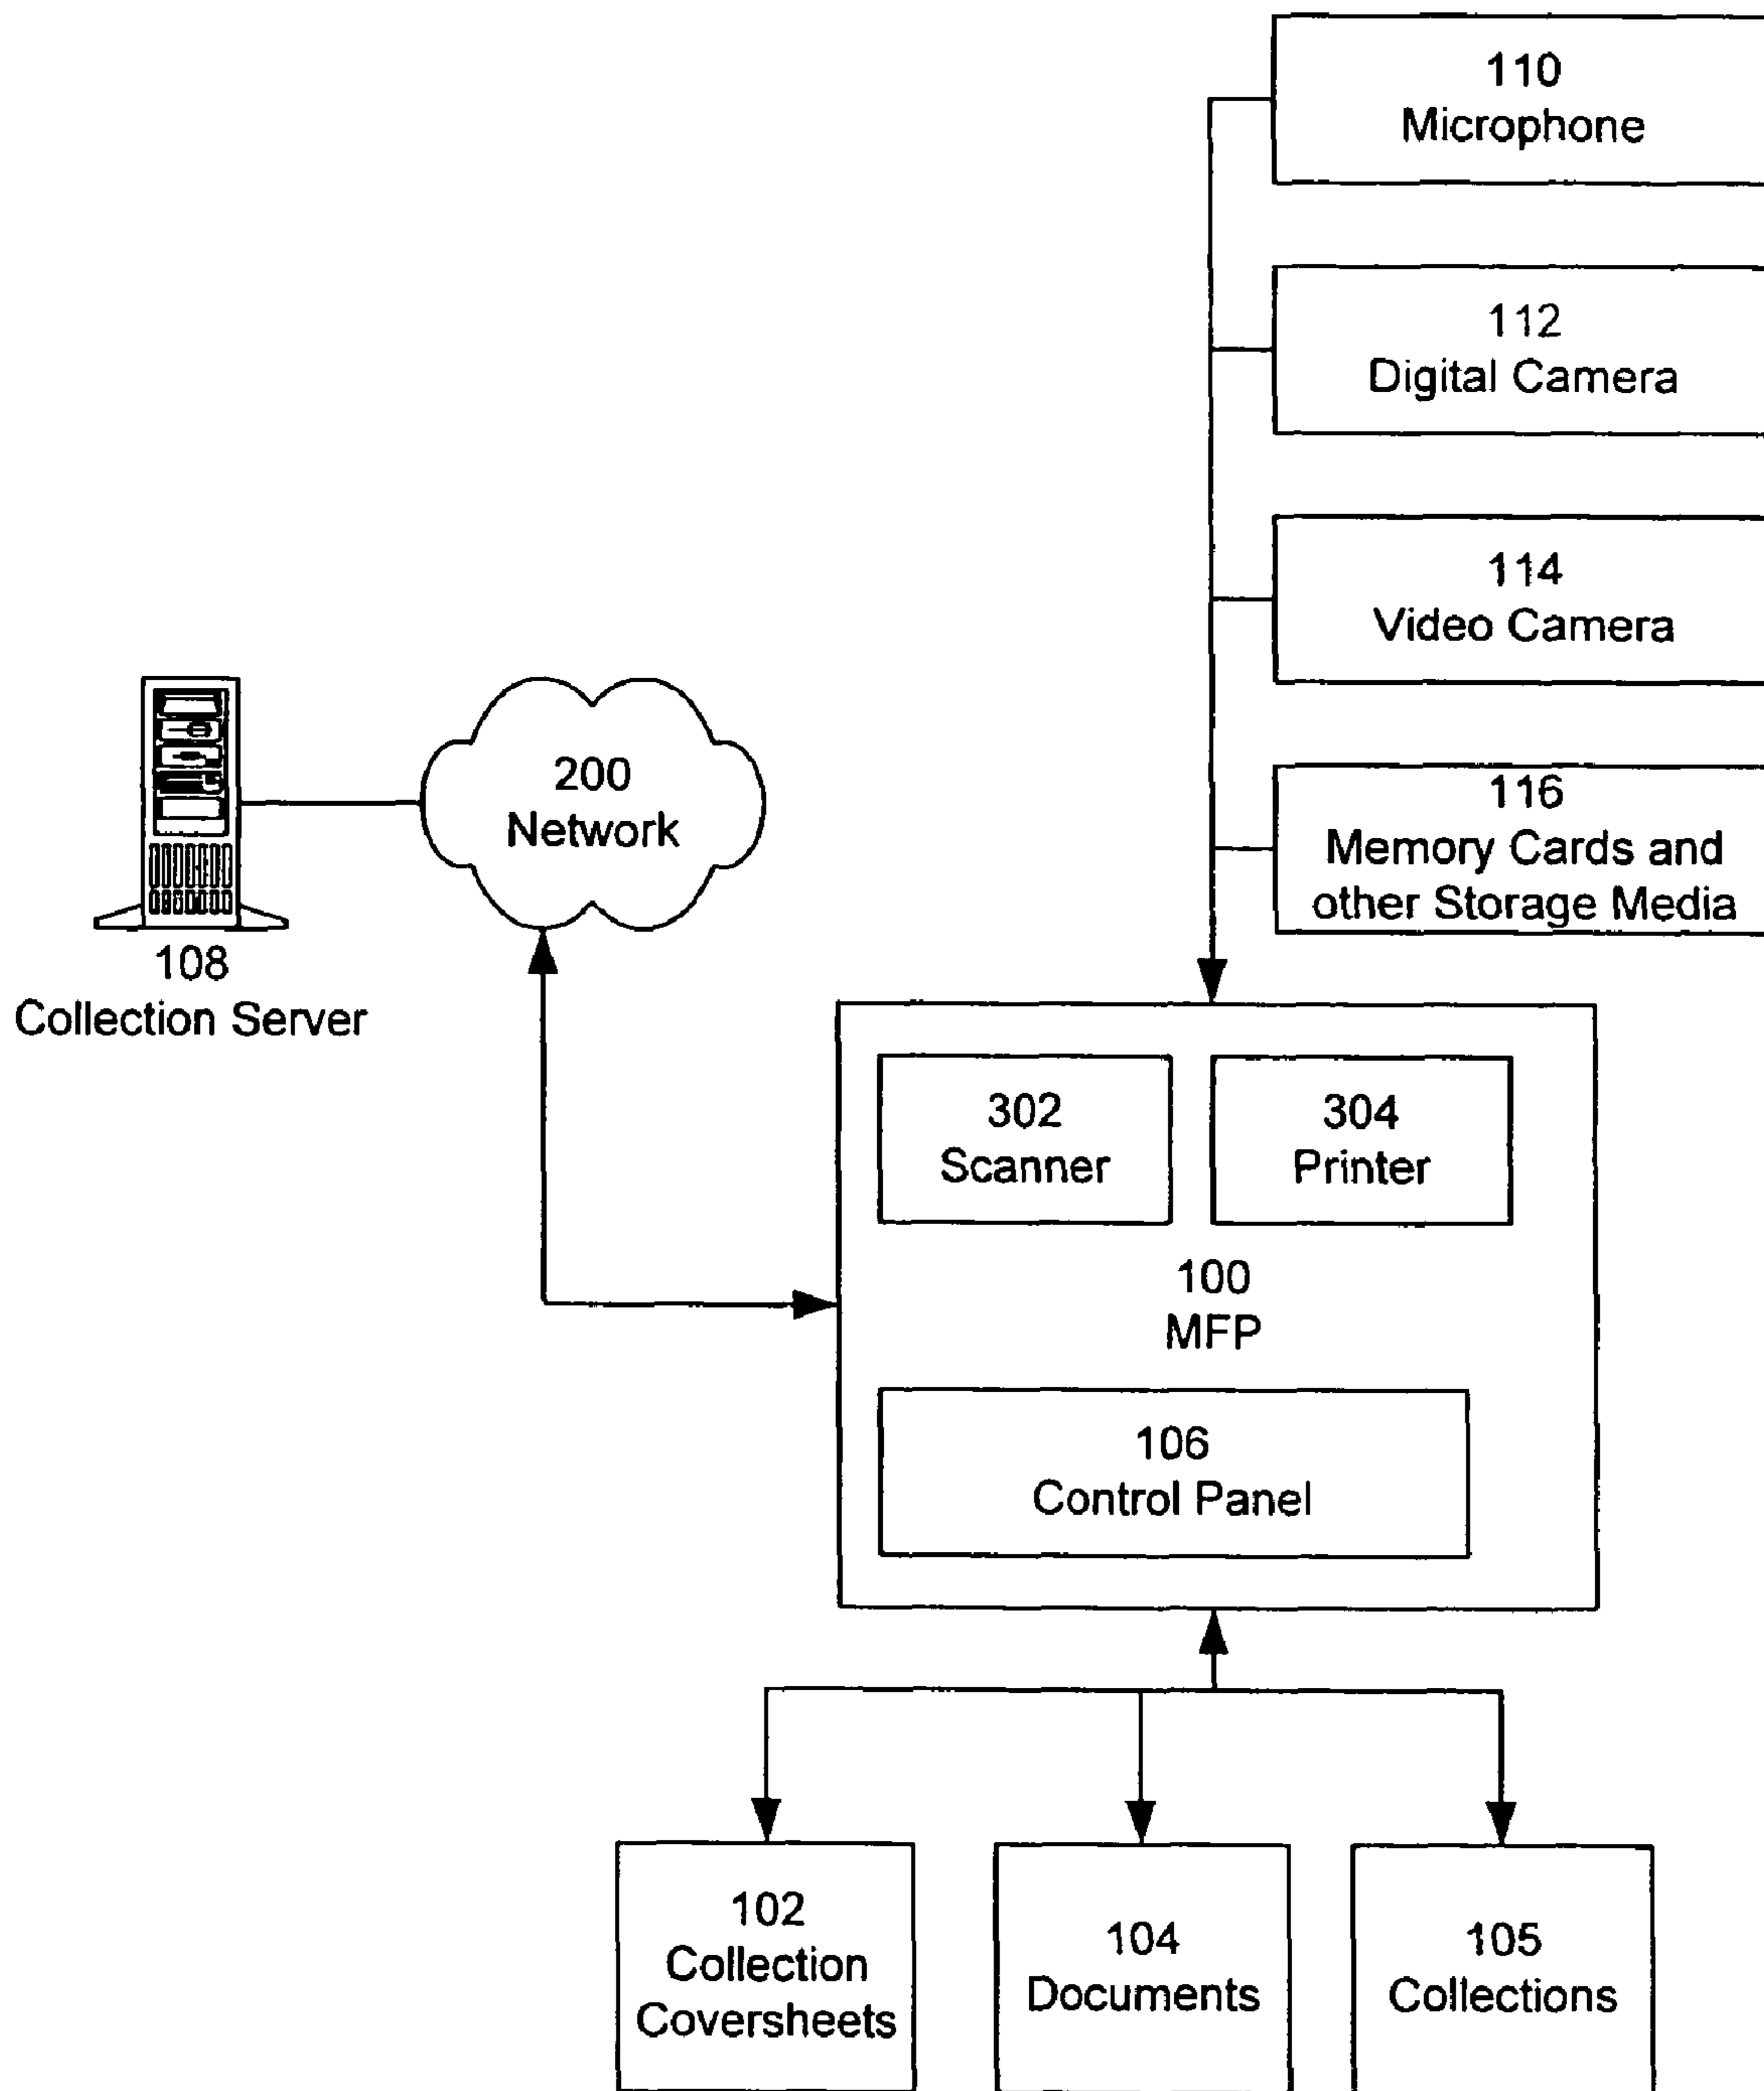 110
Microphone
112
Digital Camera
114
Video Camera
116
Memory Cards and
other Storage Media
200
Network
108
Collection Server
302
Scanner
304
Printer
100
MFP
106
Control Panel
102
Collection
Coversheets
104
Documents
105
Collections